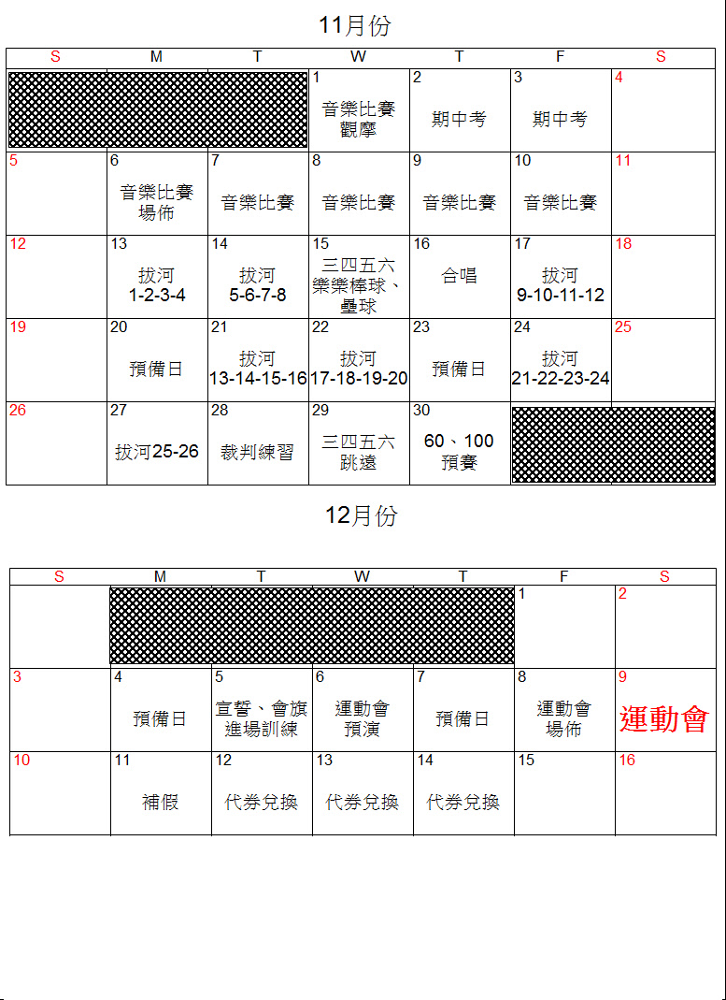 11月份
S M T W T F S
1 2 3 4
音樂比賽
觀摩
期中考
期中考
5 6 7 8 9 10 11
音樂比賽
場佈
音樂比賽
音樂比賽
音樂比賽
音樂比賽
12 13 14 15 16 17 18
拔河
1-2-3-4
拔河
5-6-7-8
三四五六
樂樂棒球、
壘球
合唱
拔河
9-10-11-12
19 20 21 22 23 24 25
預備日
拔河
13-14-15-16
拔河
17-18-19-20
預備日
拔河
21-22-23-24
26 27 28 29 30
拔河25-26
裁判練習
三四五六
跳遠
60、100
預賽
12月份
S M T W T F S
1 2
3 4 5 6 7 8 9
預備日
宣誓、會旗
進場訓練
運動會
預演
預備日
運動會
場佈
運動會
10 11 12 13 14 15 16
補假
代券兌換
代券兌換
代券兌換